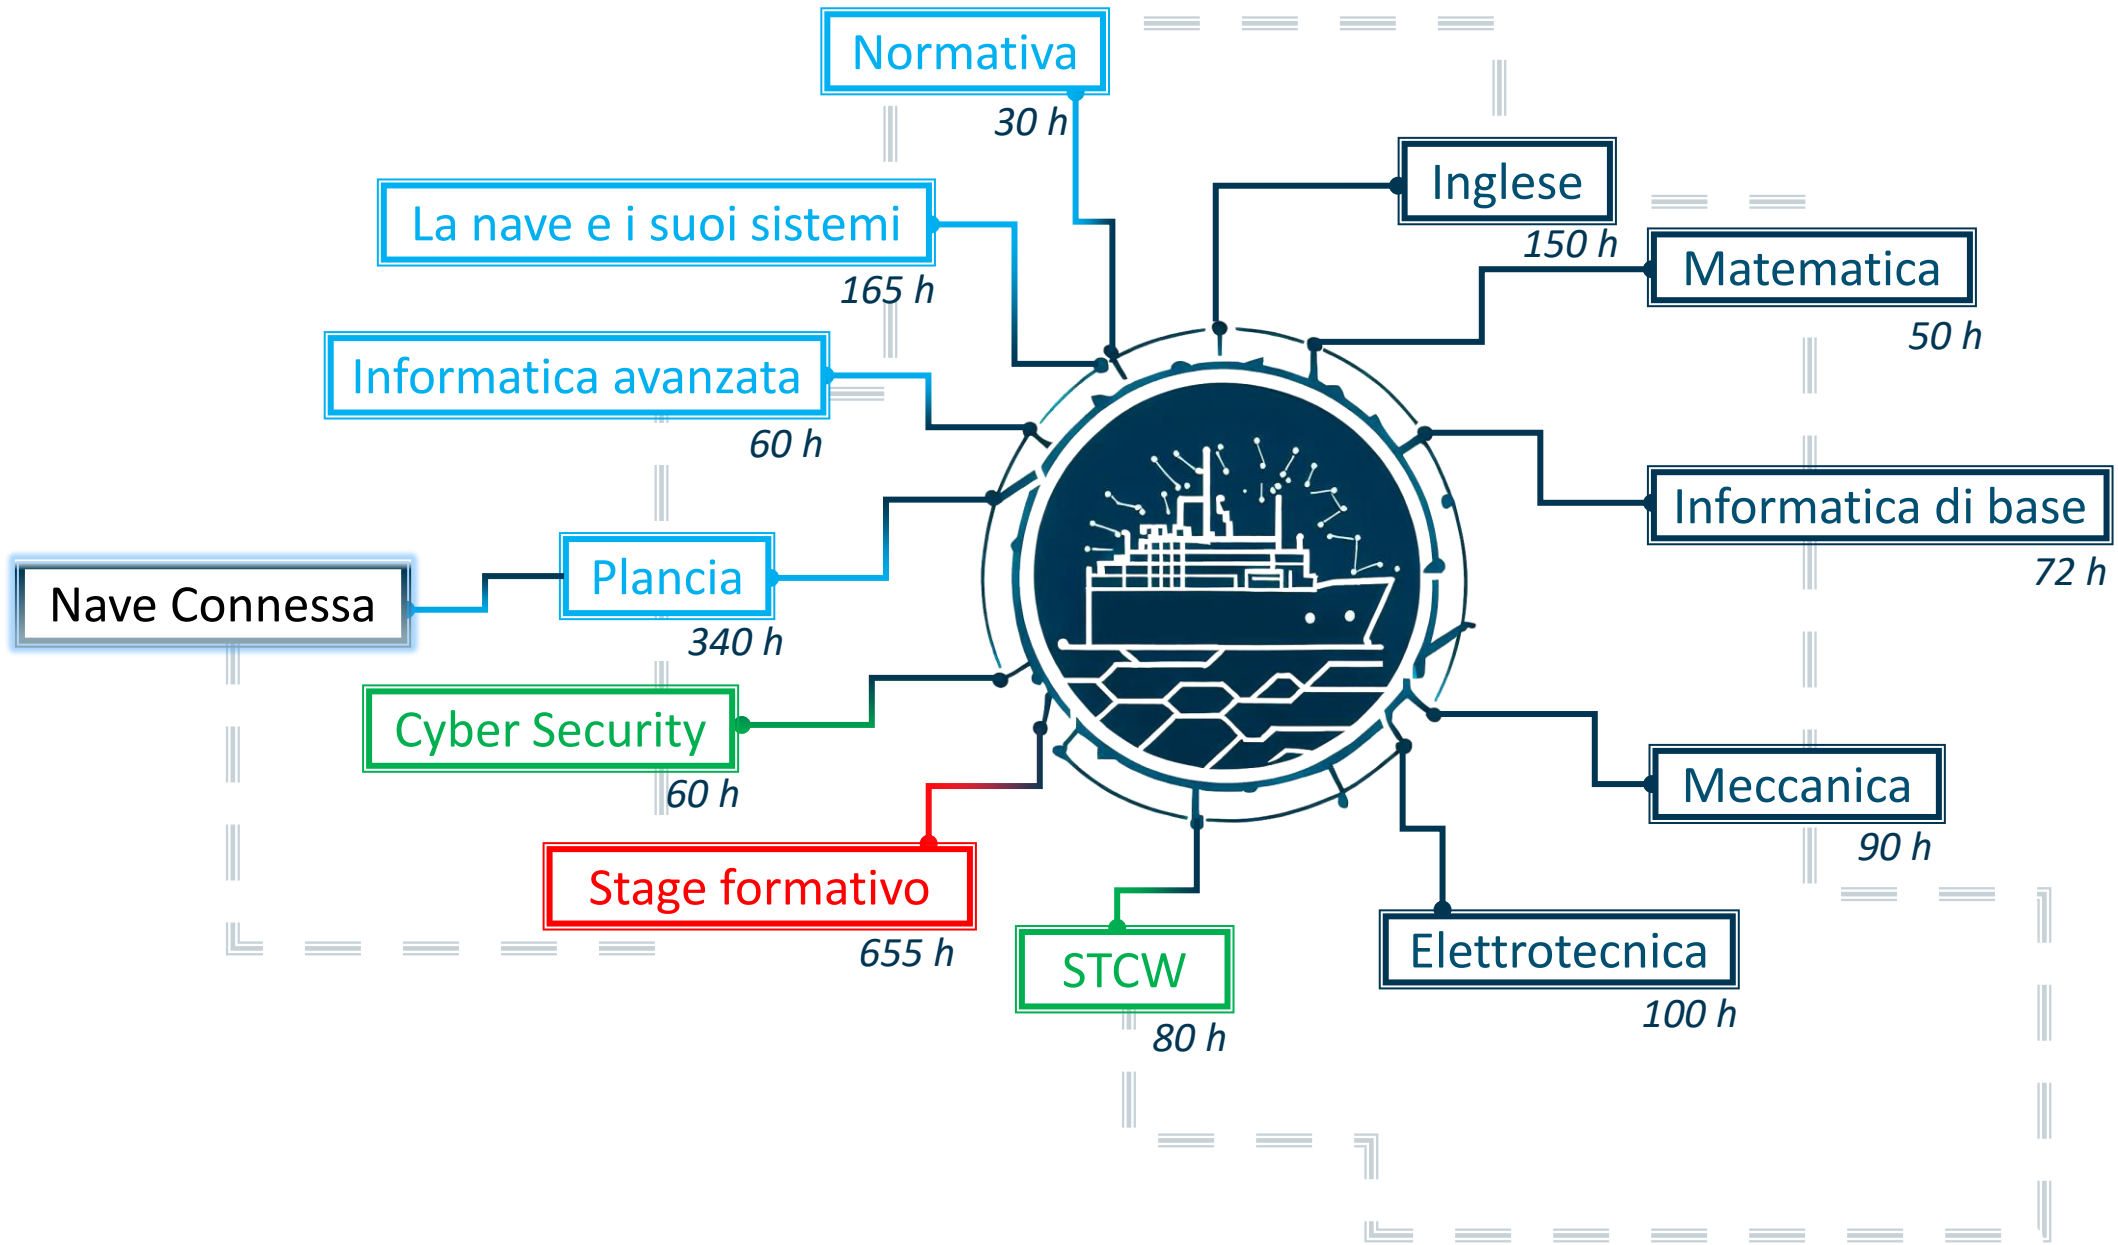 Normativa
30 h
Inglese
150 h
La nave e i suoi sistemi
165 h
Matematica
50 h
Informatica avanzata
60 h
Informatica di base
72 h
Plancia
340 h
Nave Connessa
Cyber Security
60 h
Meccanica
90 h
Stage formativo
655 h
STCW
80 h
Elettrotecnica
100 h